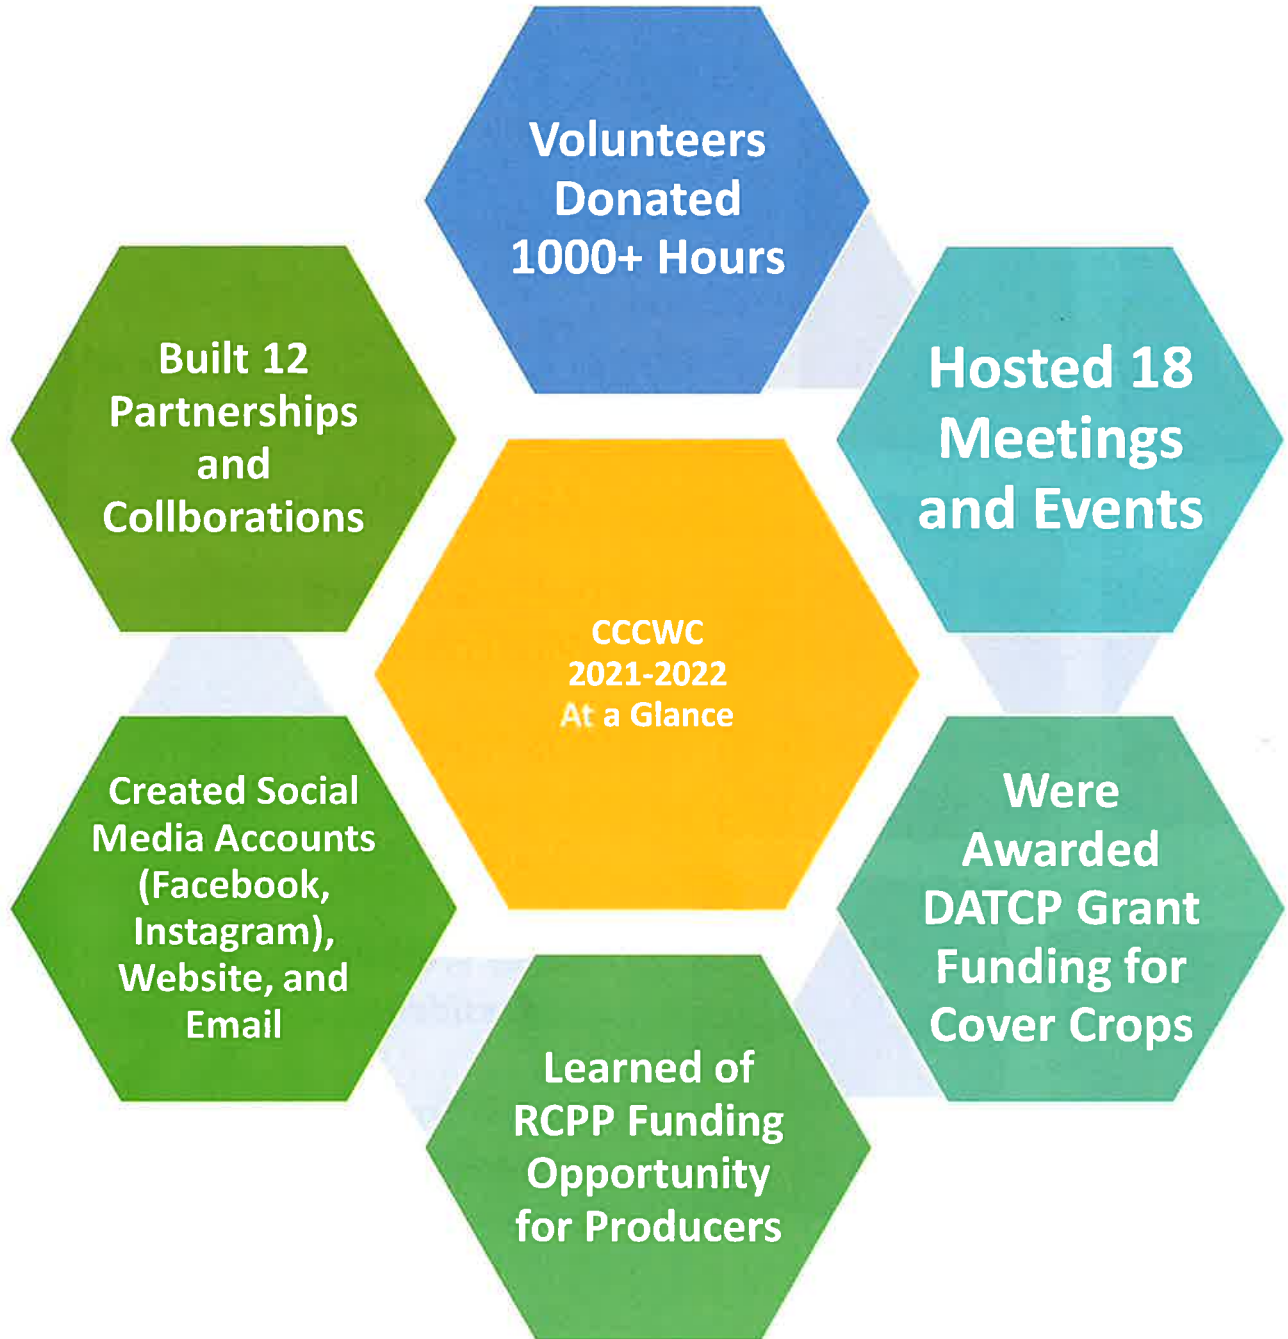 Volunteers
Donated
1000+ Hours
Hosted 18
Meetings
and Events
Were
Awarded
DATCP Grant
Funding for
Cover Crops
Learned of
RCPP Funding
Opportunity
for Producers
Created Social
Media Accounts
(Facebook,
Instagram),
Website, and
Email
Built 12
Partnerships
and
Collborations
CCCWC
2021-2022
At a Glance